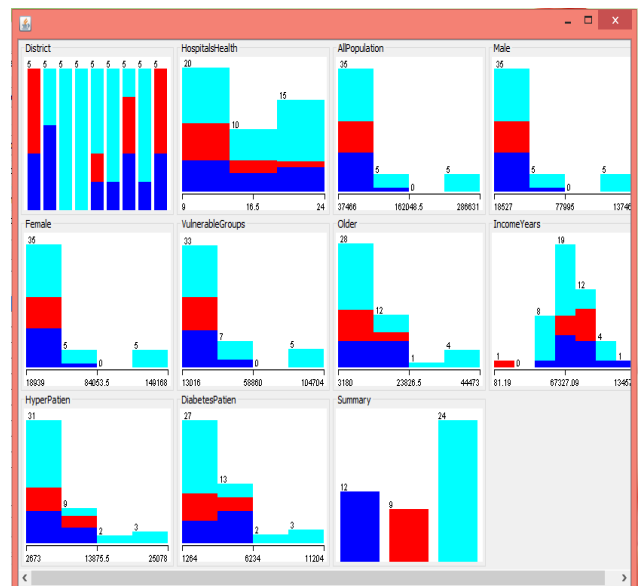 District HospitalsHealth AllPopulation Male
5 5 5 5 5 5 5 5 5
20 10 15
9 16.5 24
35 5 0 5
37466 162048.5 286631
35 5 0 5
18527 77996 13746
Female VulnerableGroups Older IncomeYears
35 5 0 5
18939 84053.5 149168
33 7 0 5
13016 58860 104704
28 12 1 4
3180 23826.5 44473
1 0 8 19 12 4 1
81.19 67327.09 13457
HyperPatien DiabetesPatien Summary
31 9 2 3
2673 13875.5 25078
27 13 2 3
1264 6234 11204
12 9 24